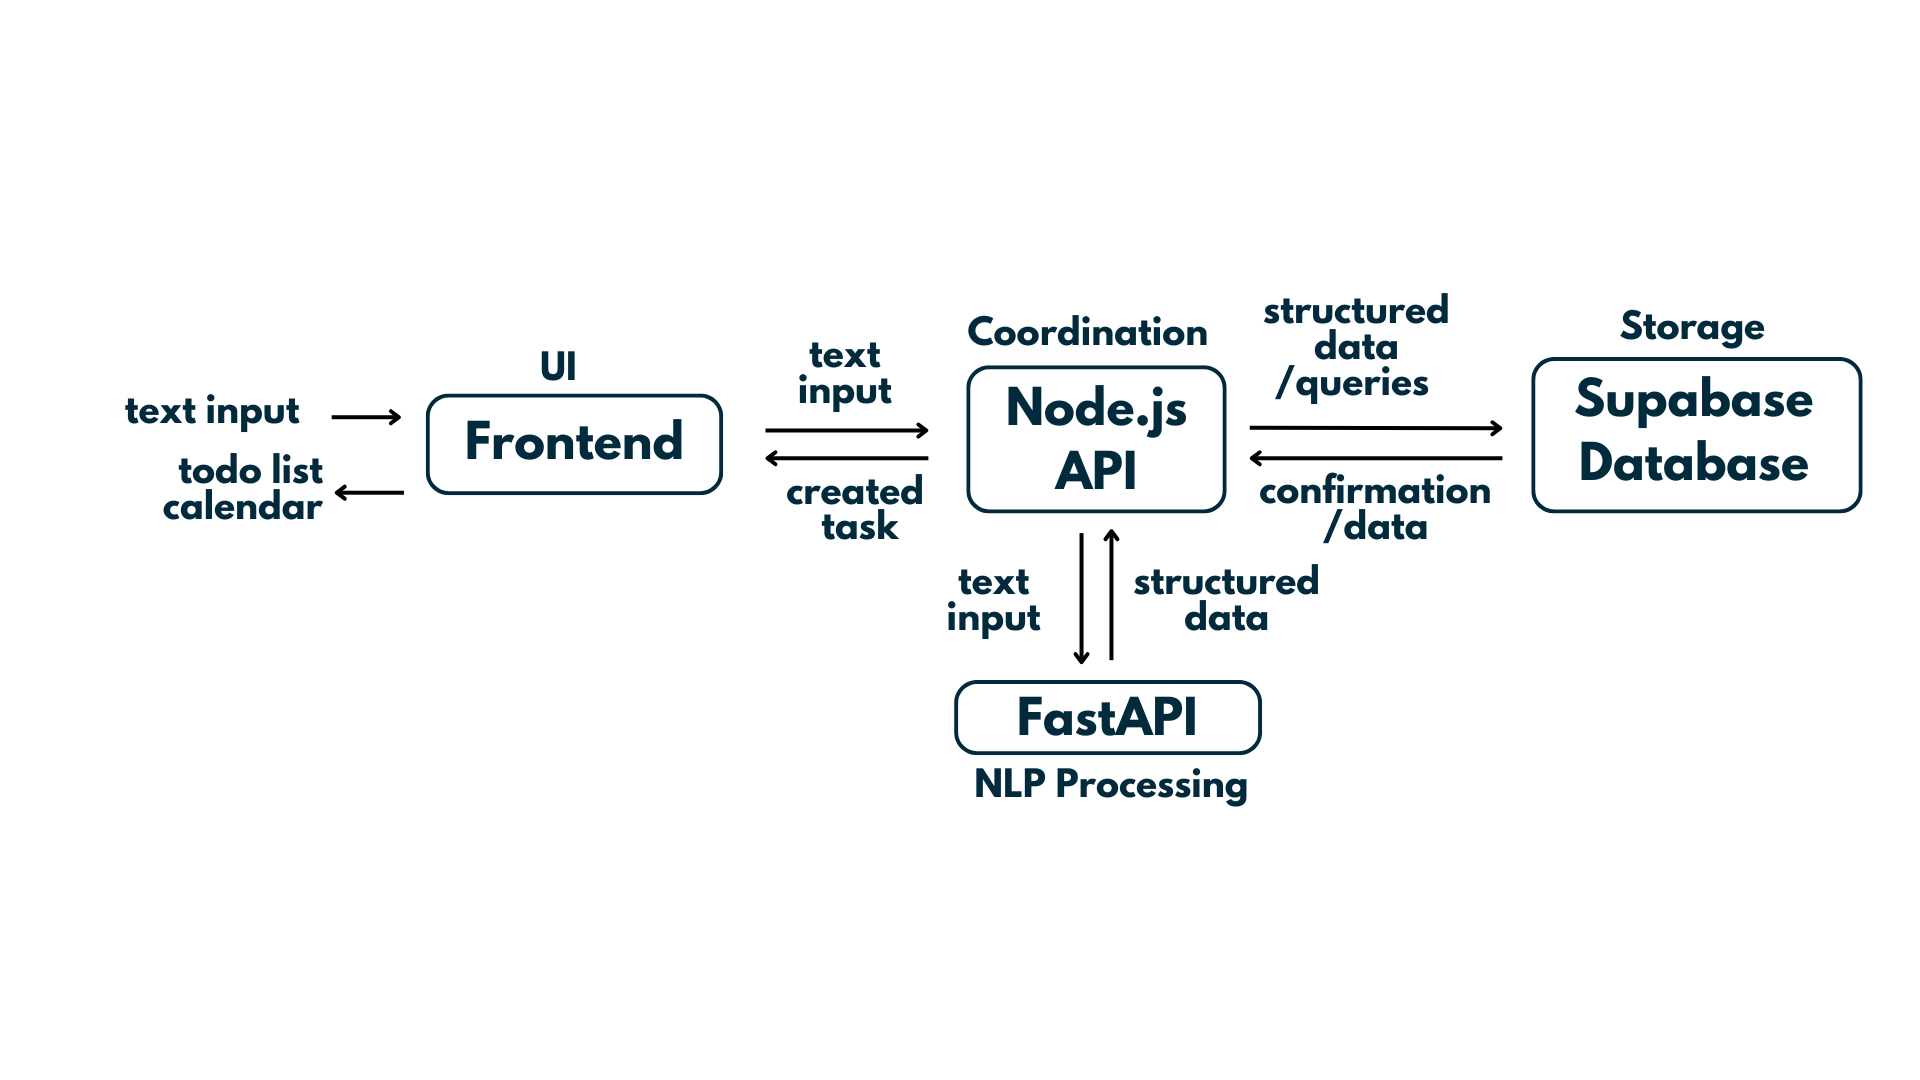 UI
text input
todo list
calendar
Frontend
text
input
created
task
Coordination
Node.js
API
structured
data
/queries
confirmation
/data
Storage
Supabase
Database
text
input
structured
data
FastAPI
NLP Processing